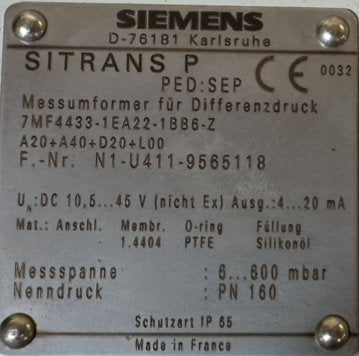 SIEMENS
D-76181 Karlsruhe
SITRANS P
PED:SEP CE 0032
Messumformer für Differenzdruck
7MF4433-1EA22-1BB6-Z
A20+A40+D20+L00
F.-Nr. N1-U411-9565118
U_H:DC 10,5...45 V (nicht Ex) Ausg.:4...20 mA
Mat.: Anschl. Membr. O-ring Füllung
1.4404 PTFE Silikonöl
Messspanne : 6...600 mbar
Nenndruck : PN 160
Schutzart IP 65
Made in France